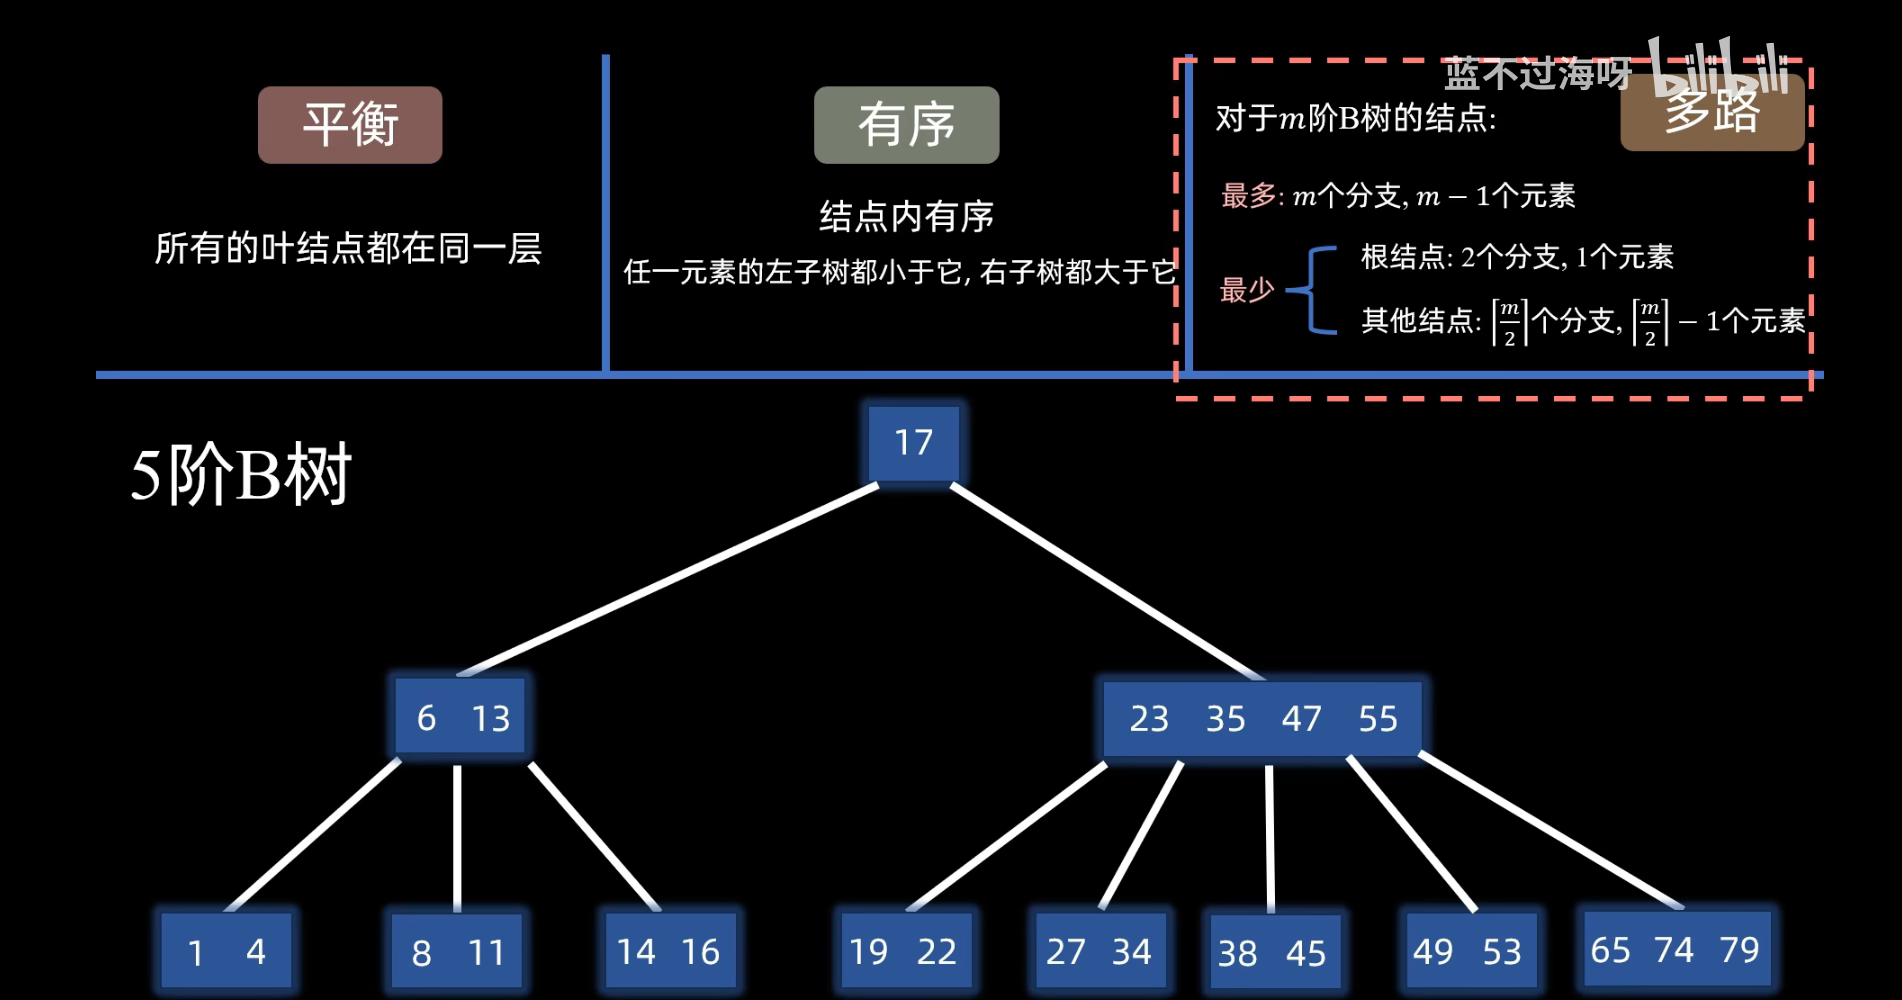 蓝不过海呀 bilibili
平衡
所有的叶结点都在同一层
有序
结点内有序
任一元素的左子树都小于它, 右子树都大于它
多路
对于m阶B树的结点:
最多: m个分支, m − 1个元素
最少
根结点: 2个分支, 1个元素
其他结点: ⌈m/2⌉个分支, ⌈m/2⌉ − 1个元素
5阶B树
17
6 13
23 35 47 55
1 4
8 11
14 16
19 22
27 34
38 45
49 53
65 74 79